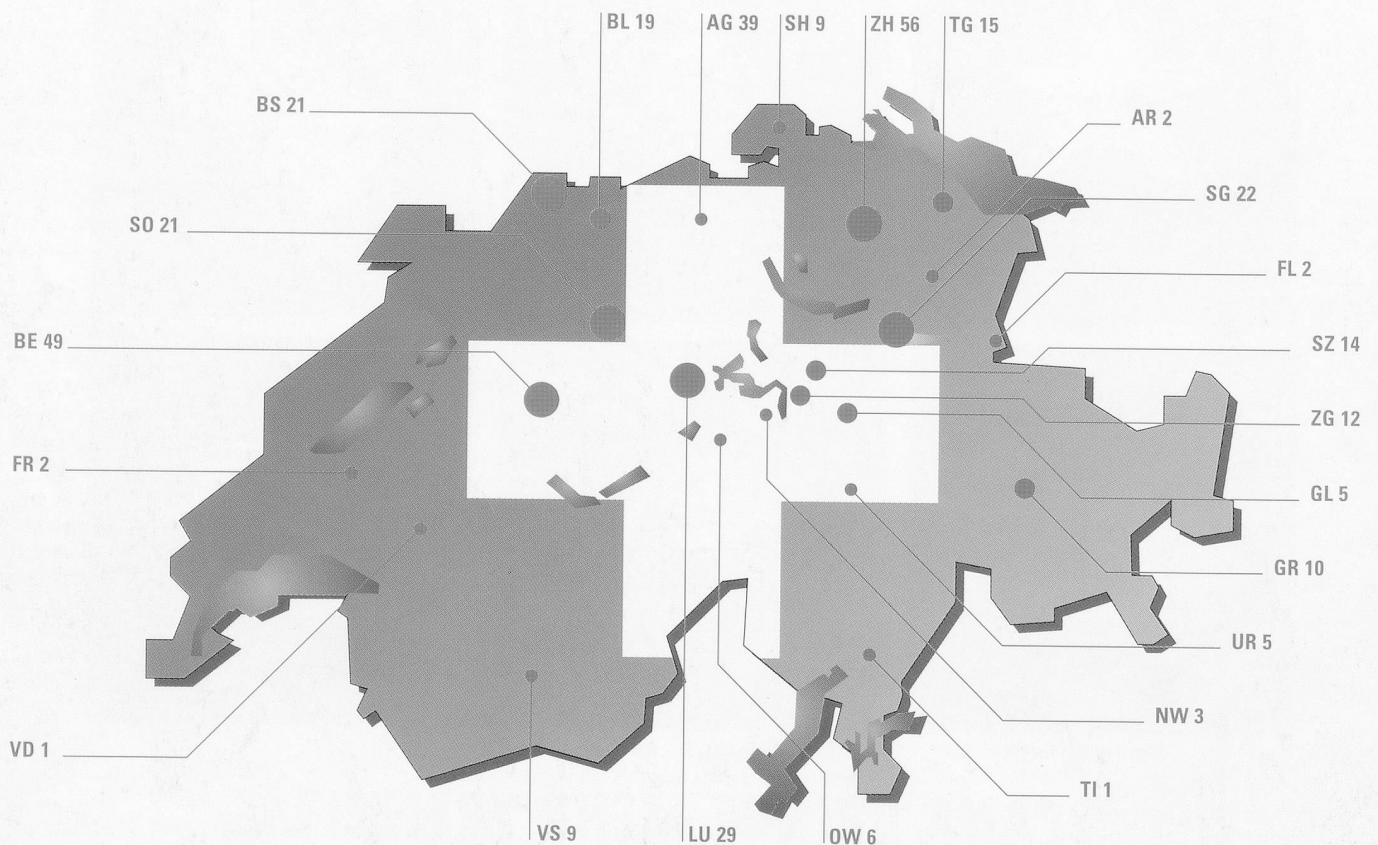 BL 19
AG 39
SH 9
ZH 56
TG 15
BS 21
AR 2
SG 22
SO 21
FL 2
BE 49
SZ 14
ZG 12
FR 2
GL 5
GR 10
UR 5
NW 3
VD 1
TI 1
VS 9
LU 29
OW 6